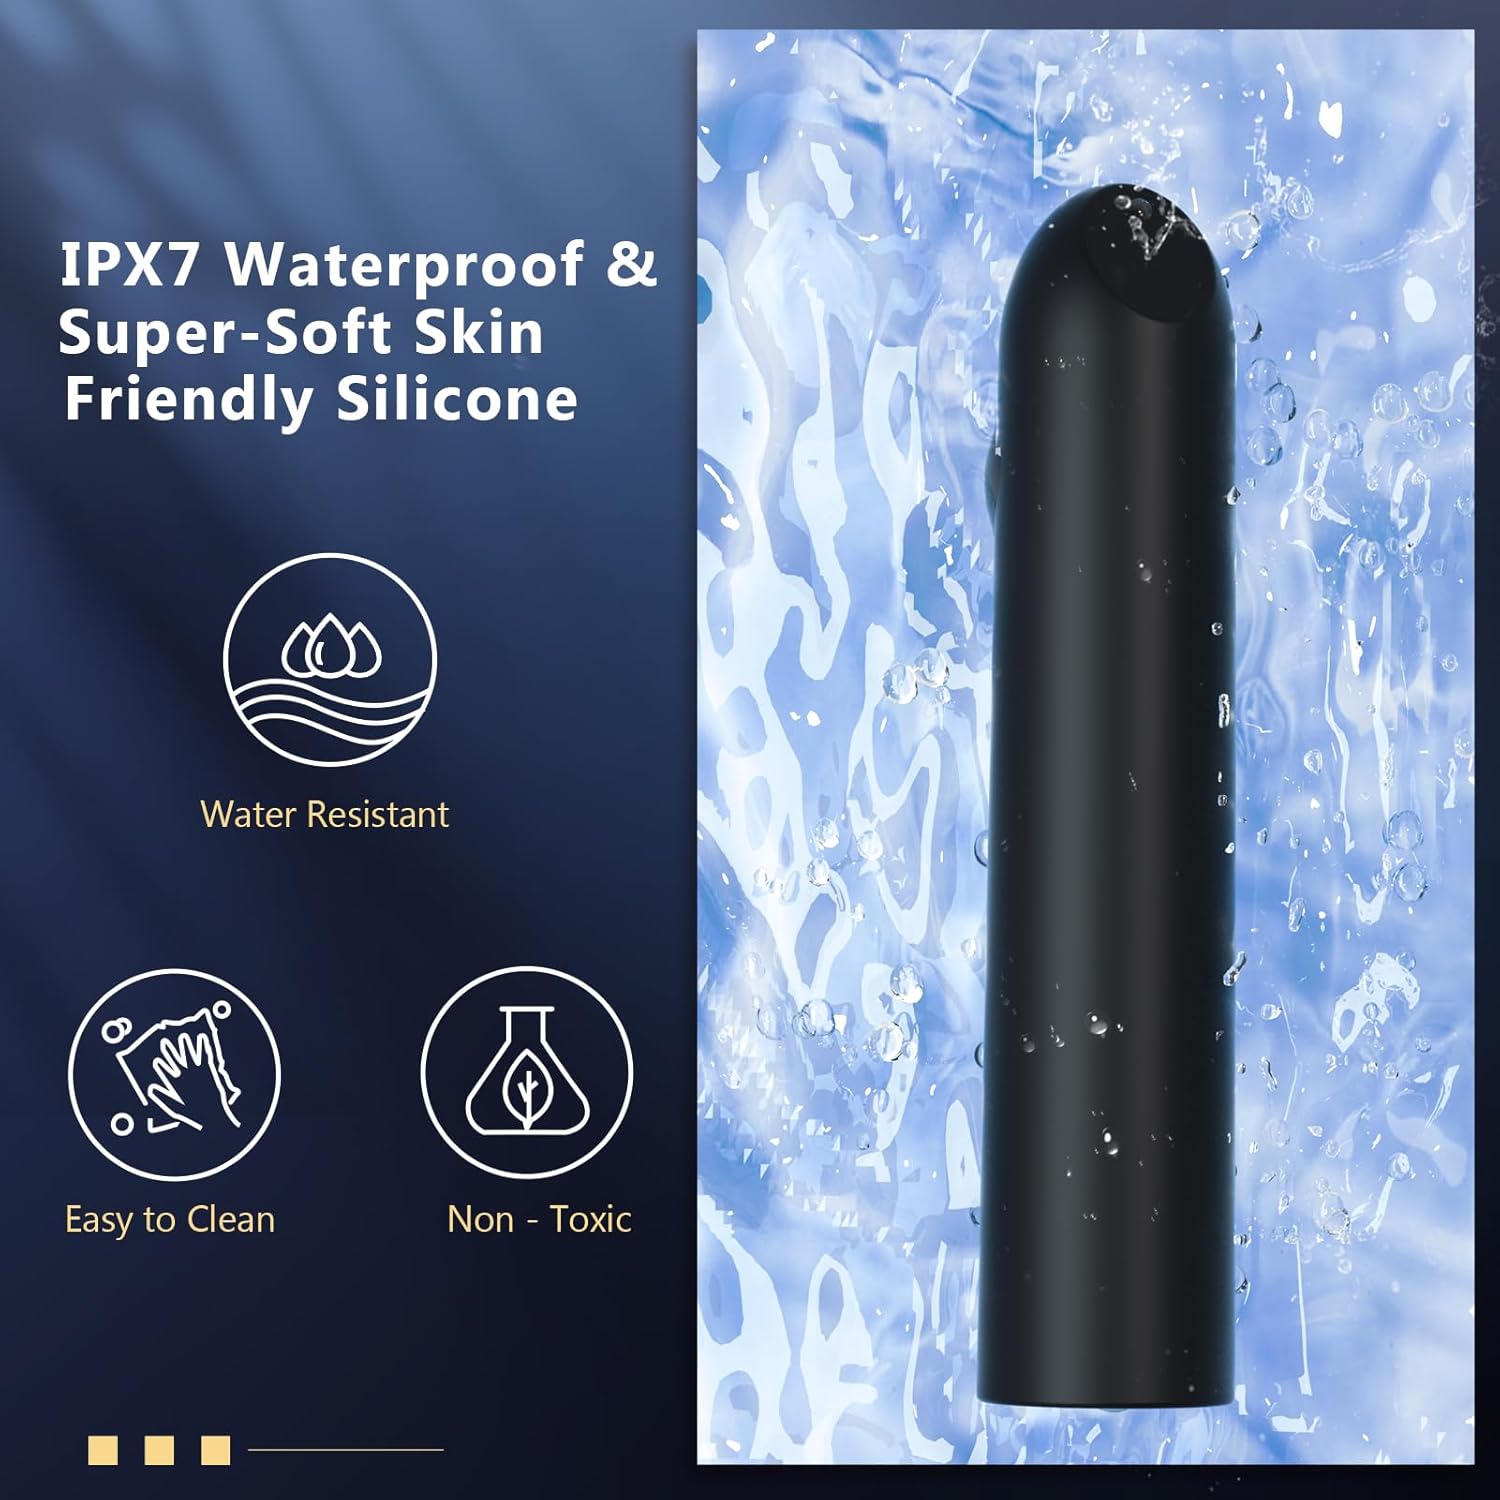 IPX7 Waterproof &
Super-Soft Skin
Friendly Silicone
Water Resistant
Easy to Clean
Non - Toxic